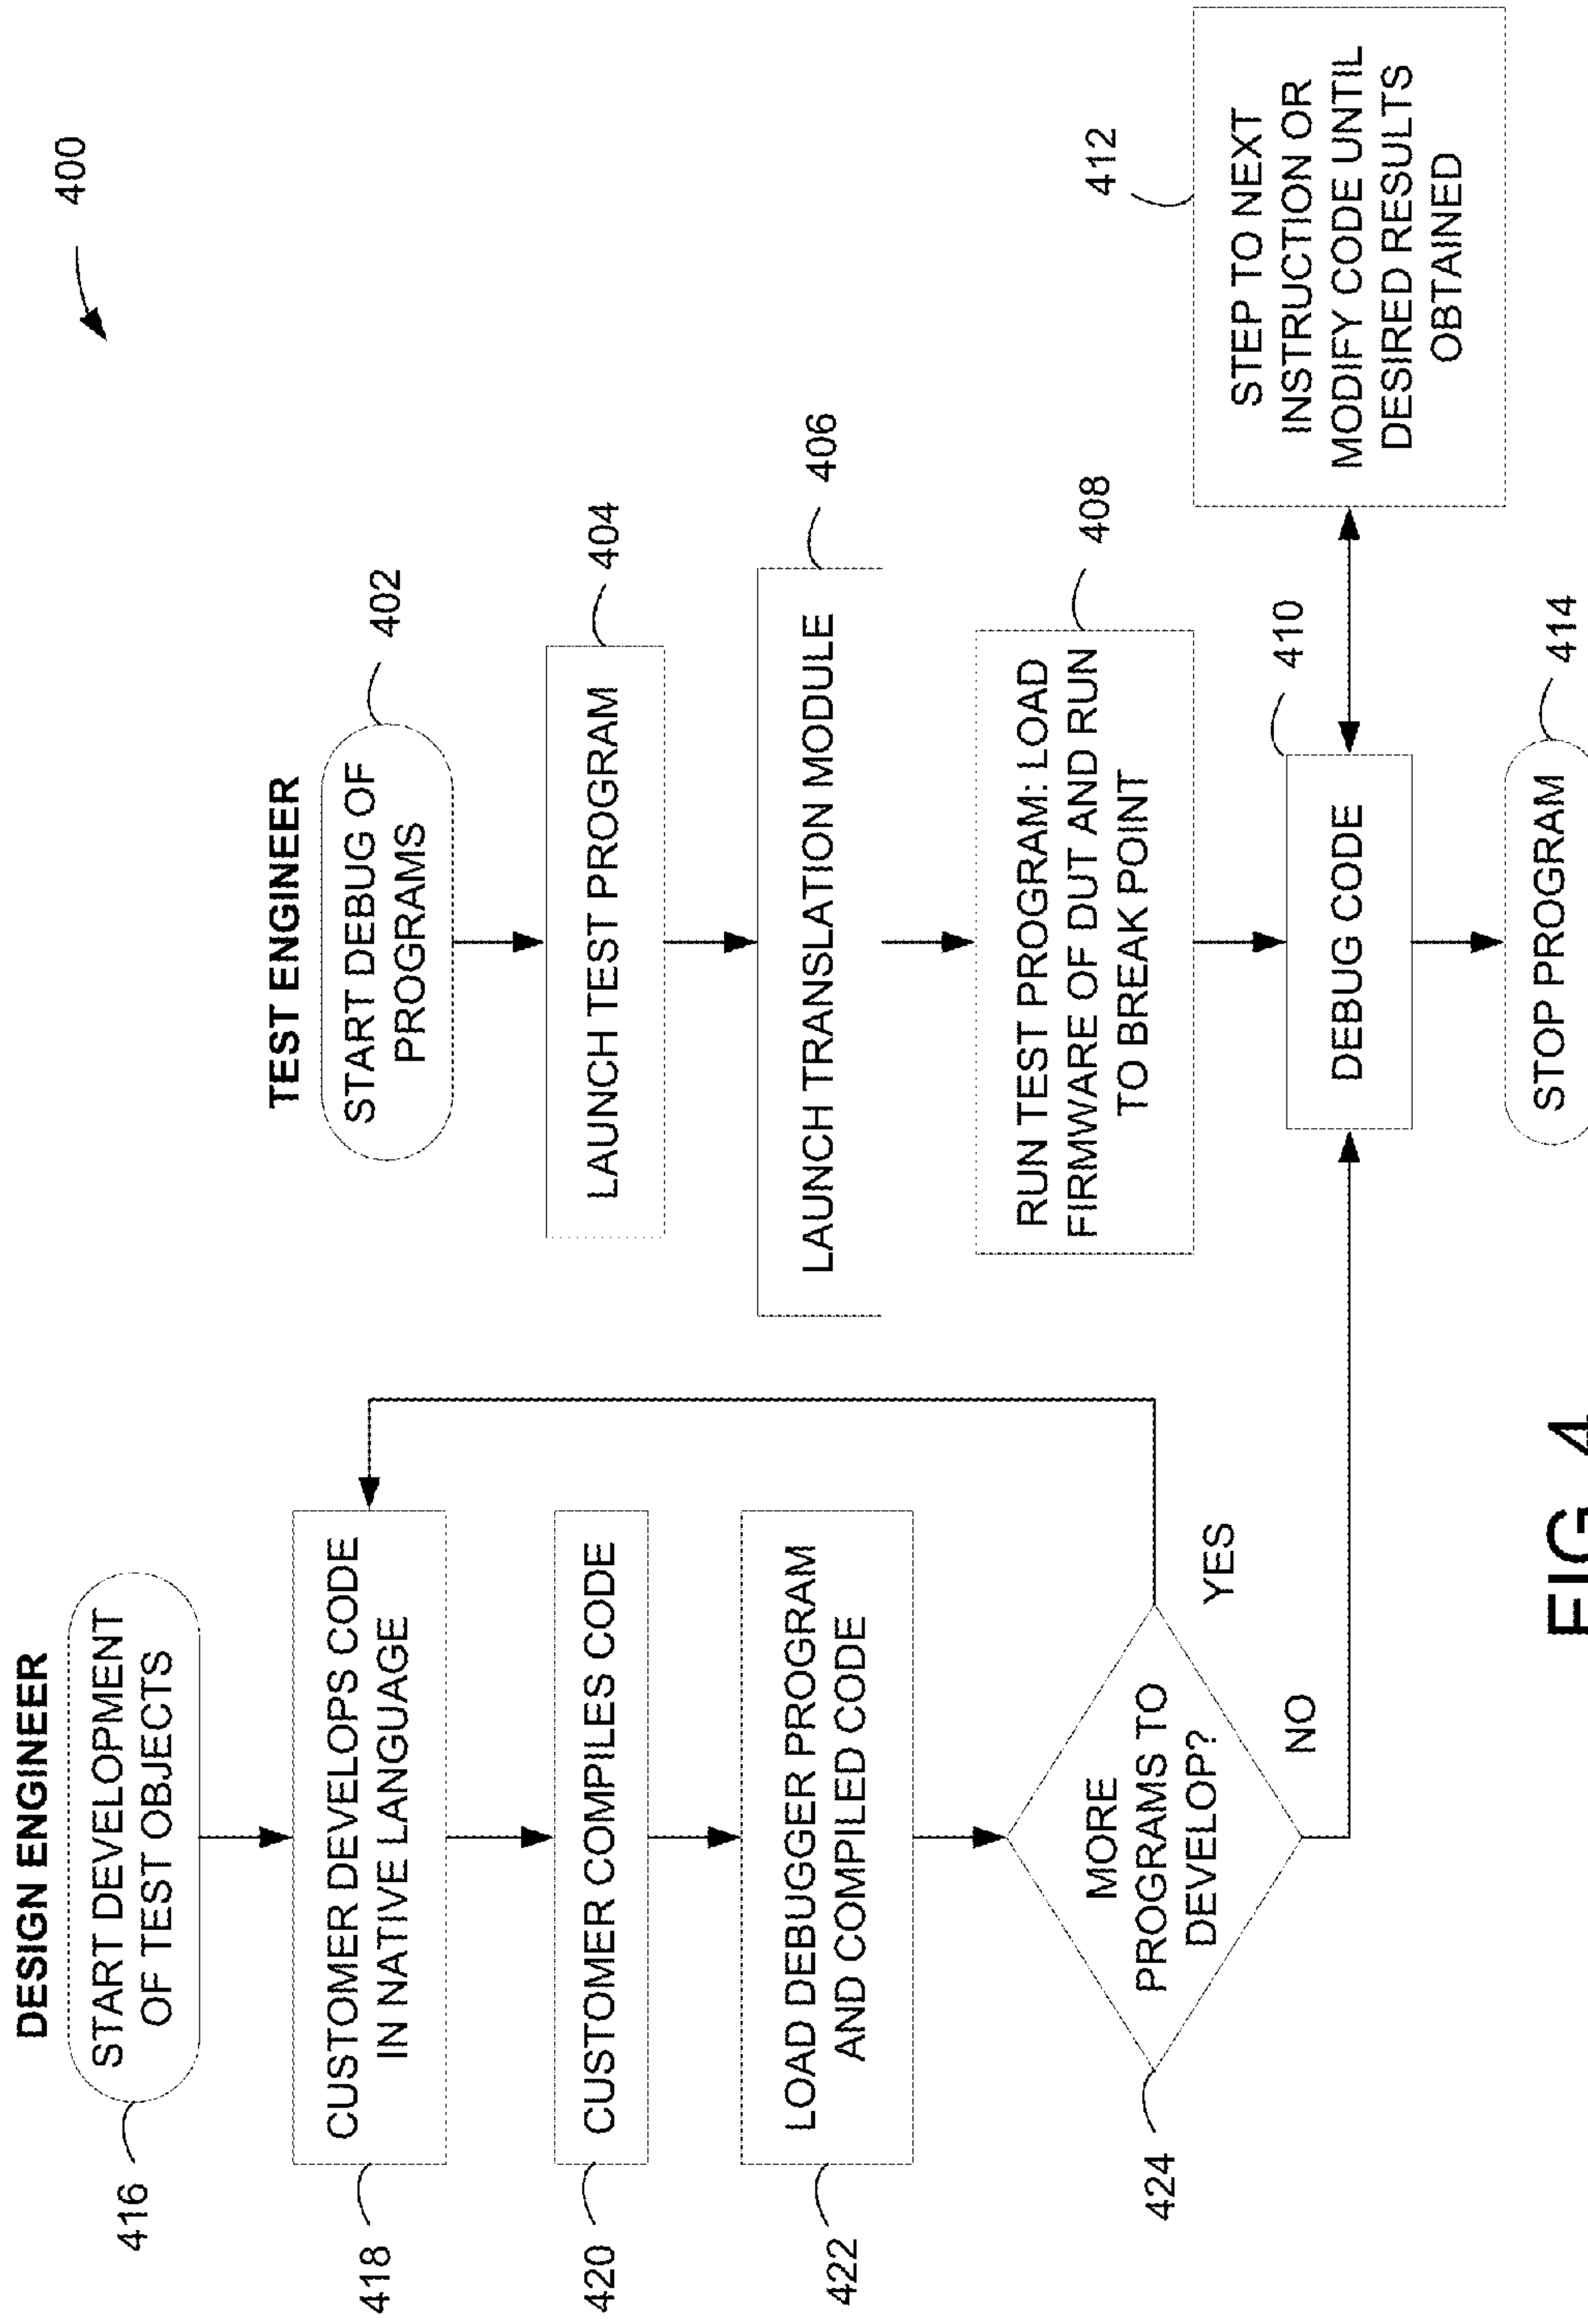 400
DESIGN ENGINEER
416
START DEVELOPMENT
OF TEST OBJECTS
418
CUSTOMER DEVELOPS CODE
IN NATIVE LANGUAGE
420
CUSTOMER COMPILES CODE
422
LOAD DEBUGGER PROGRAM
AND COMPILED CODE
424
MORE
PROGRAMS TO
DEVELOP?
YES
NO
TEST ENGINEER
START DEBUG OF
PROGRAMS
402
LAUNCH TEST PROGRAM
404
LAUNCH TRANSLATION MODULE
406
RUN TEST PROGRAM: LOAD
FIRMWARE OF DUT AND RUN
TO BREAK POINT
408
DEBUG CODE
410
STEP TO NEXT
INSTRUCTION OR
MODIFY CODE UNTIL
DESIRED RESULTS
OBTAINED
412
STOP PROGRAM
414
FIG. 4